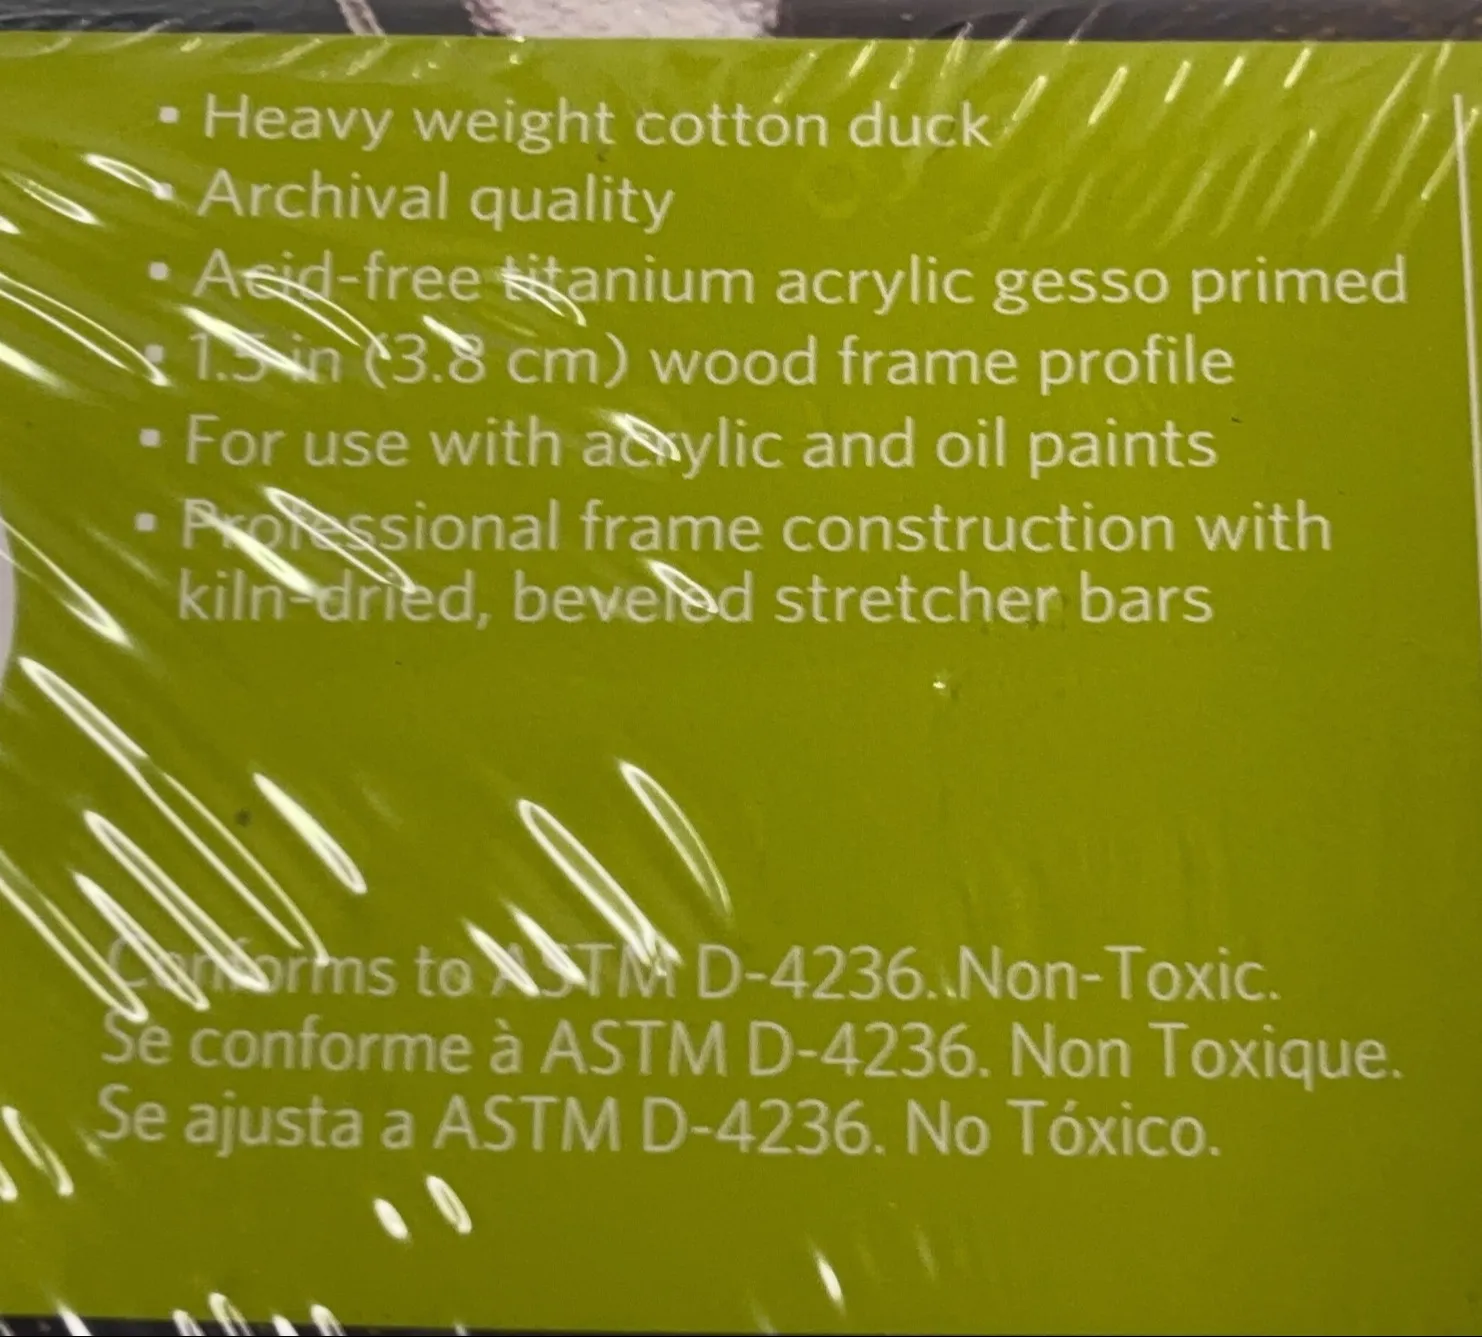 ▪ Heavy weight cotton duck
▪ Archival quality
▪ Acid-free titanium acrylic gesso primed
▪ 1.5 in (3.8 cm) wood frame profile
▪ For use with acrylic and oil paints
▪ Professional frame construction with
kiln-dried, beveled stretcher bars
Conforms to ASTM D-4236. Non-Toxic.
Se conforme à ASTM D-4236. Non Toxique.
Se ajusta a ASTM D-4236. No Tóxico.